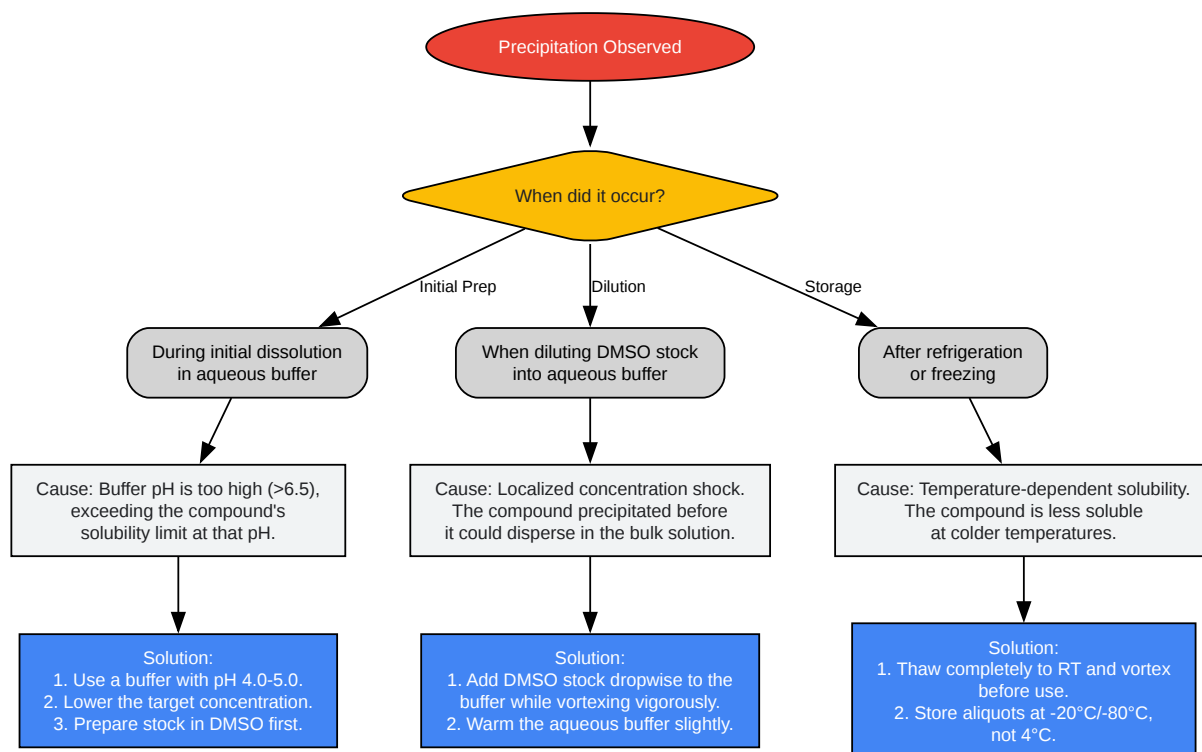 Precipitation Observed
When did it occur?
Initial Prep
Dilution
Storage
During initial dissolution
in aqueous buffer
When diluting DMSO stock
into aqueous buffer
After refrigeration
or freezing
Cause: Buffer pH is too high (>6.5),
exceeding the compound's
solubility limit at that pH.
Cause: Localized concentration shock.
The compound precipitated before
it could disperse in the bulk solution.
Cause: Temperature-dependent solubility.
The compound is less soluble
at colder temperatures.
Solution:
1. Use a buffer with pH 4.0-5.0.
2. Lower the target concentration.
3. Prepare stock in DMSO first.
Solution:
1. Add DMSO stock dropwise to the
buffer while vortexing vigorously.
2. Warm the aqueous buffer slightly.
Solution:
1. Thaw completely to RT and vortex
before use.
2. Store aliquots at -20°C/-80°C,
not 4°C.